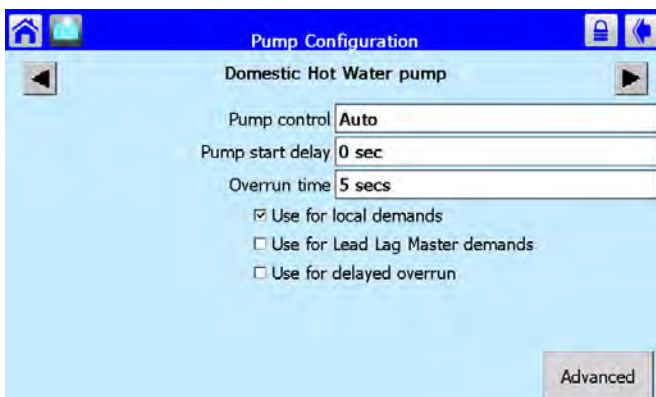 Pump Configuration
Domestic Hot Water pump
Pump control Auto
Pump start delay 0 sec
Overrun time 5 secs
Use for local demands
Use for Lead Lag Master demands
Use for delayed overrun
Advanced